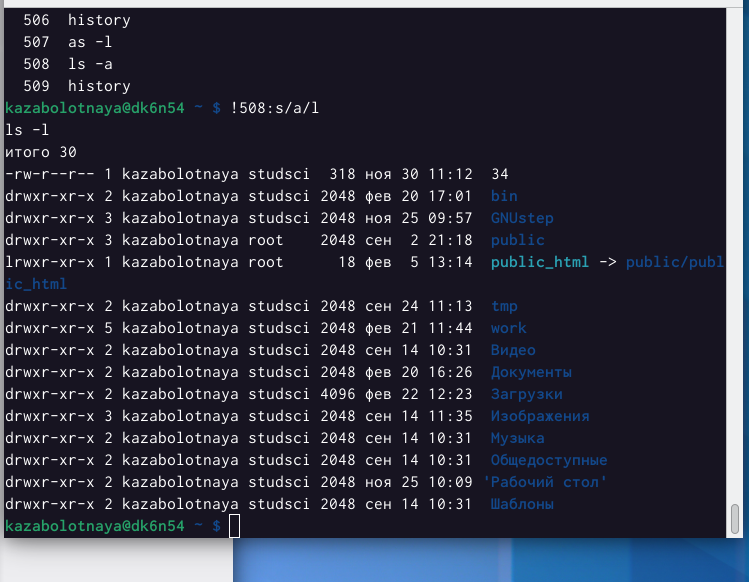 506  history
507  as -l
508  ls -a
509  history
kazabolotnaya@dk6n54 ~ $ !508:s/a/l
ls -l
итого 30
-rw-r--r-- 1 kazabolotnaya studsci  318 ноя 30 11:12  34
drwxr-xr-x 2 kazabolotnaya studsci 2048 фев 20 17:01  bin
drwxr-xr-x 3 kazabolotnaya studsci 2048 ноя 25 09:57  GNUstep
drwxr-xr-x 3 kazabolotnaya root    2048 сен  2 21:18  public
lrwxr-xr-x 1 kazabolotnaya root      18 фев  5 13:14  public_html -> public/publ
ic_html
drwxr-xr-x 2 kazabolotnaya studsci 2048 сен 24 11:13  tmp
drwxr-xr-x 5 kazabolotnaya studsci 2048 фев 21 11:44  work
drwxr-xr-x 2 kazabolotnaya studsci 2048 сен 14 10:31  Видео
drwxr-xr-x 2 kazabolotnaya studsci 2048 фев 20 16:26  Документы
drwxr-xr-x 2 kazabolotnaya studsci 4096 фев 22 12:23  Загрузки
drwxr-xr-x 3 kazabolotnaya studsci 2048 сен 14 11:35  Изображения
drwxr-xr-x 2 kazabolotnaya studsci 2048 сен 14 10:31  Музыка
drwxr-xr-x 2 kazabolotnaya studsci 2048 сен 14 10:31  Общедоступные
drwxr-xr-x 2 kazabolotnaya studsci 2048 ноя 25 10:09 'Рабочий стол'
drwxr-xr-x 2 kazabolotnaya studsci 2048 сен 14 10:31  Шаблоны
kazabolotnaya@dk6n54 ~ $